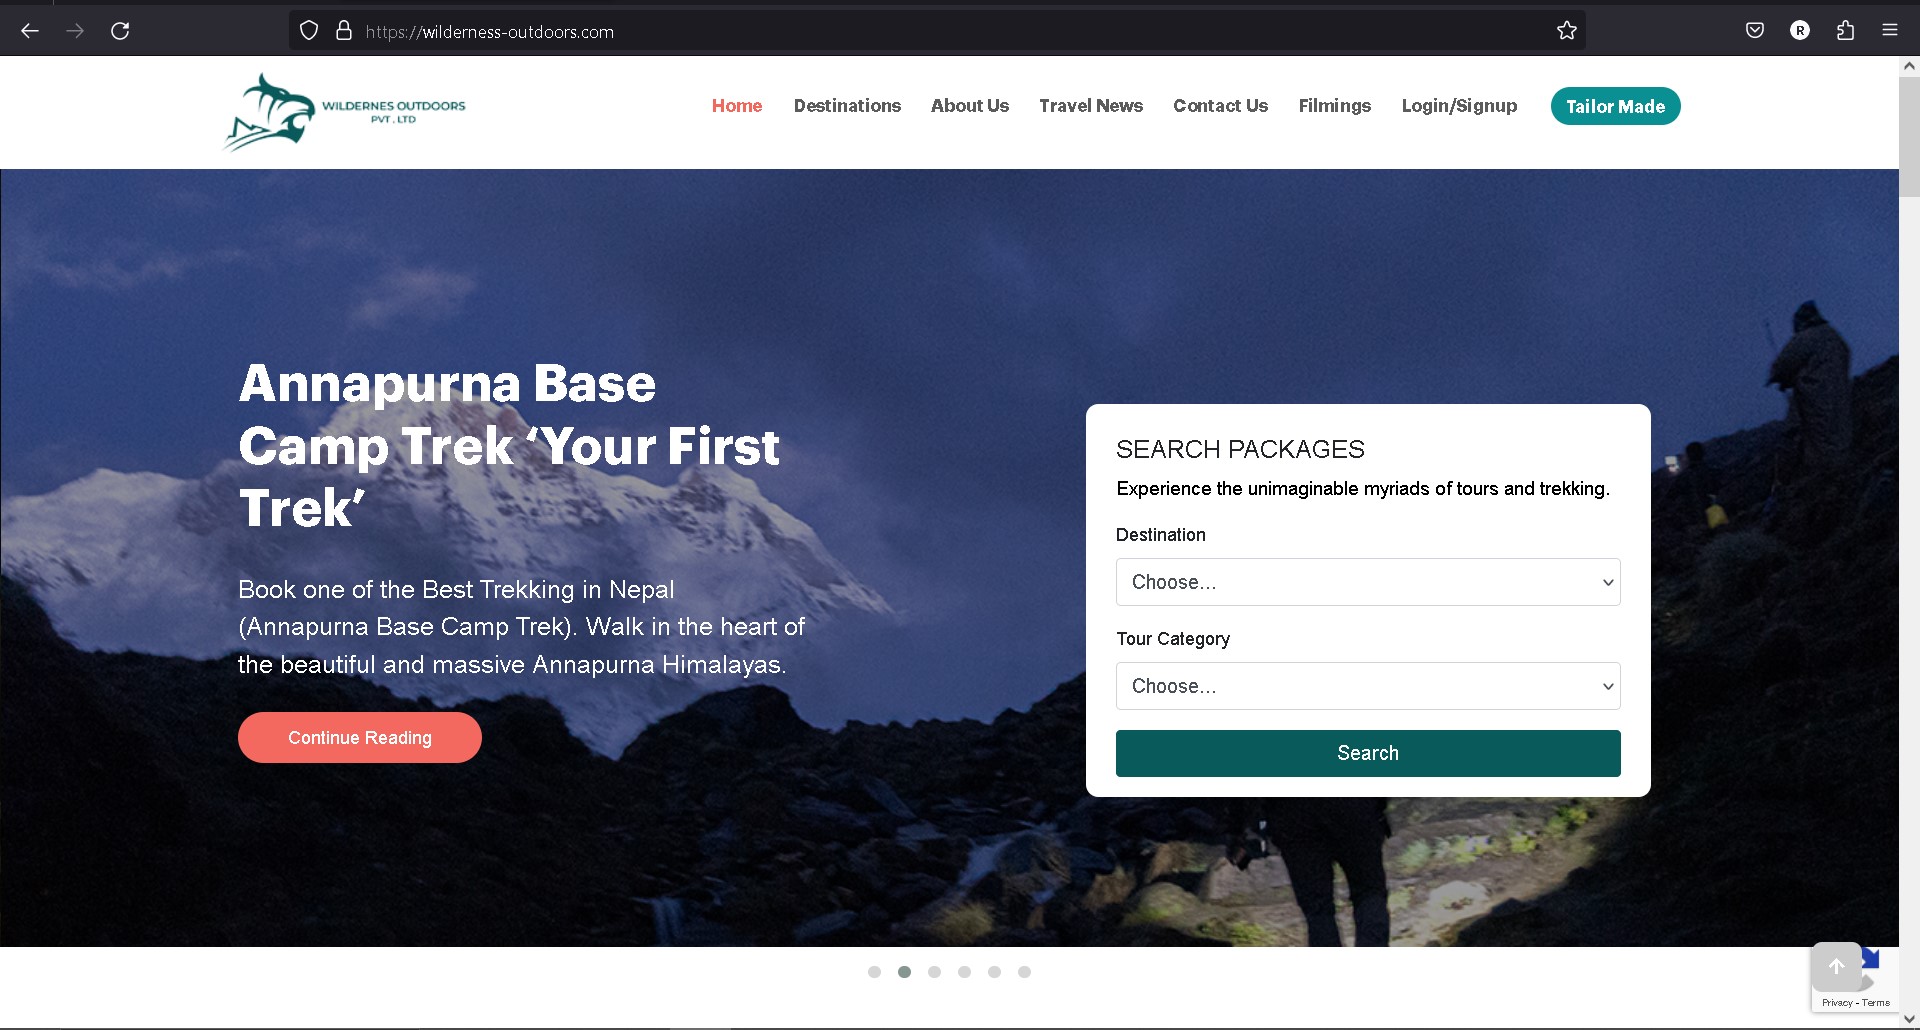 https://wilderness-outdoors.com
WILDERNES OUTDOORS
PVT . LTD
Home
Destinations
About Us
Travel News
Contact Us
Filmings
Login/Signup
Tailor Made
Annapurna Base
Camp Trek ‘Your First
Trek’
Book one of the Best Trekking in Nepal
(Annapurna Base Camp Trek). Walk in the heart of
the beautiful and massive Annapurna Himalayas.
Continue Reading
SEARCH PACKAGES
Experience the unimaginable myriads of tours and trekking.
Destination
Choose...
Tour Category
Choose...
Search
R
Privacy - Terms